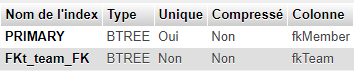 Nom de l'index Type Unique Compressé Colonne
PRIMARY BTREE Oui Non fkMember
FKt_team_FK BTREE Non Non fkTeam